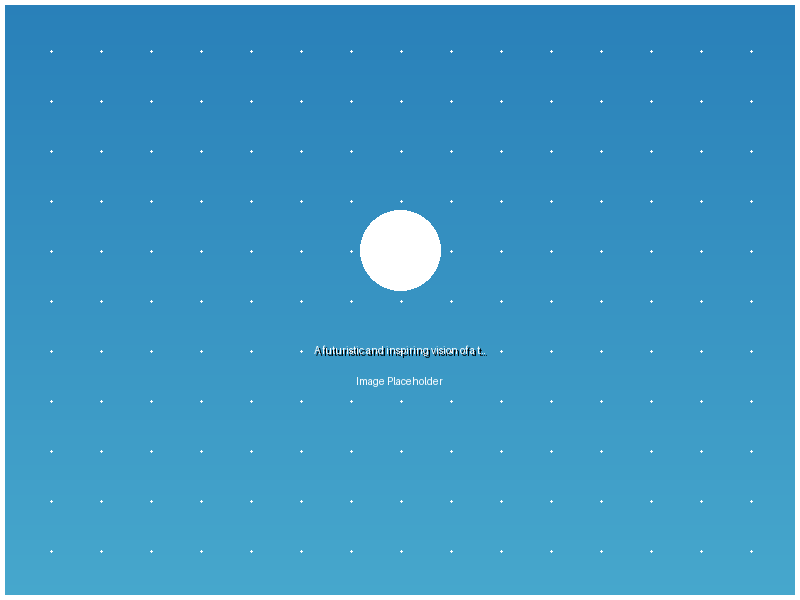 A futuristic and inspiring vision of a t...
Image Placeholder